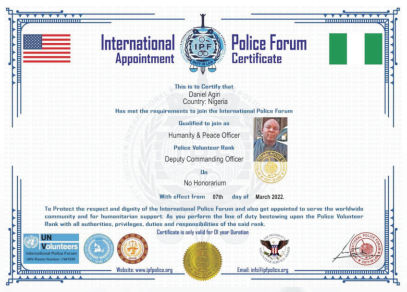 International Police Forum
Appointment Certificate
IPF
This is to Certify that
Daniel Agiri
Country: Nigeria
Has met the requirements to join the International Police Forum
Qualified to join as
Humanity & Peace Officer
Police Volunteer Rank
Deputy Commanding Officer
On
No Honorarium
With effect from 07th day of March 2022.
To Protect the respect and dignity of the International Police Forum and also get appointed to serve the worldwide
community and for humanitarian support. As you perform the line of duty bestowing upon the Police Volunteer
Rank with all authorities, privileges, duties and responsibilities of the said rank.
Certificate is only valid for 01 year Duration
UN
Volunteers
International Police Forum
Website: www.ipfpolice.org
Email: info@ipfpolice.org